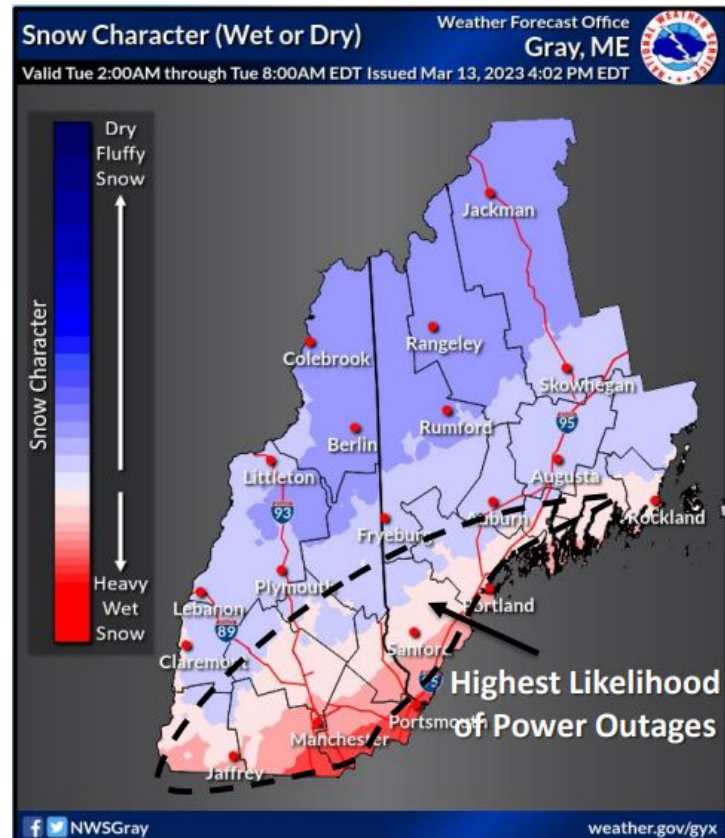 Snow Character (Wet or Dry)
Weather Forecast Office
Gray, ME
Valid Tue 2:00AM through Tue 8:00AM EDT Issued Mar 13, 2023 4:02 PM EDT
NATIONAL WEATHER SERVICE
Dry
Fluffy
Snow
Snow Character
Heavy
Wet
Snow
Jackman
Rangeley
Colebrook
Skowhegan
Rumford
Berlin
95
Littleton
Augusta
93
Auburn
Rockland
Fryeburg
Plymouth
Lebanon
Portland
89
Sanford
Claremont
Highest Likelihood
of Power Outages
Portsmouth
Manchester
Jaffrey
NWSGray
weather.gov/gyx